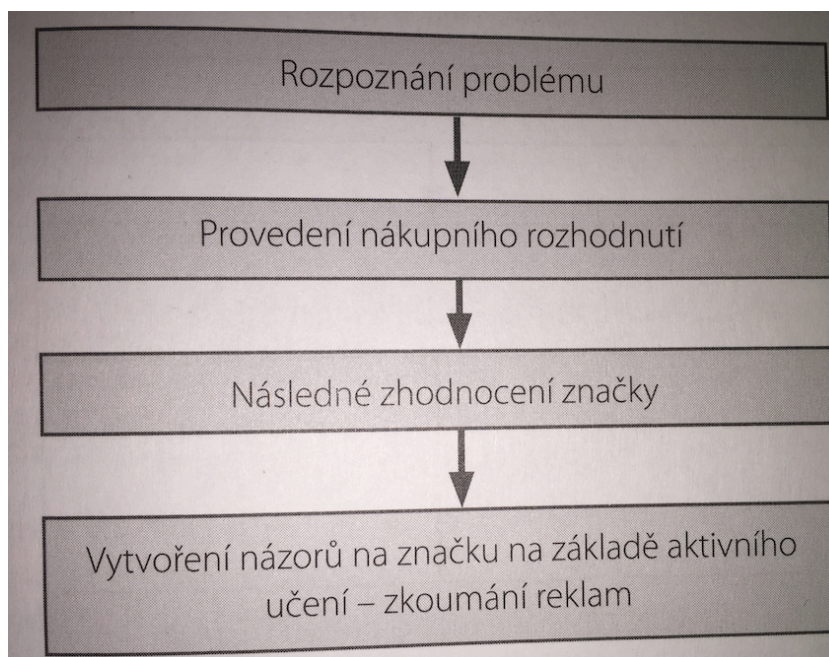 Rozpoznání problému
Provedení nákupního rozhodnutí
Následné zhodnocení značky
Vytvoření názorů na značku na základě aktivního
učení – zkoumání reklam